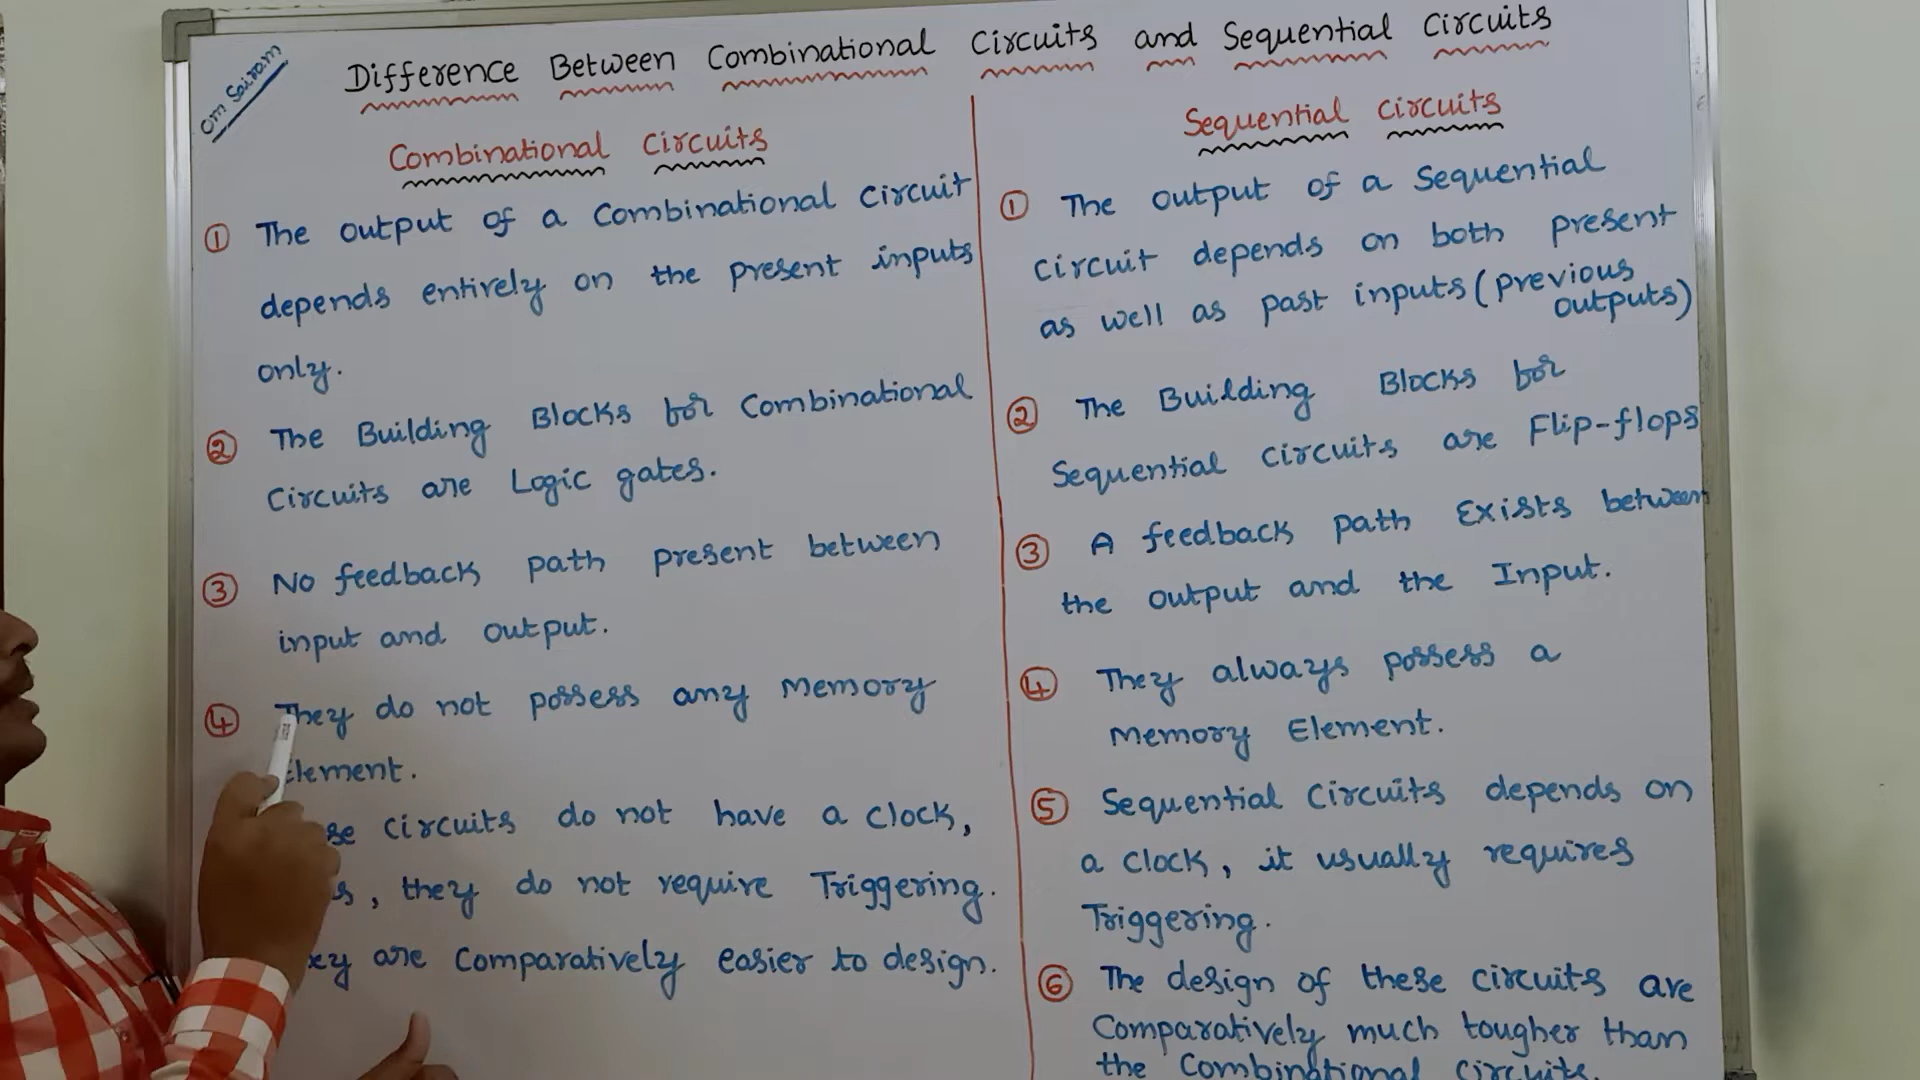 Om Sairam
Difference Between Combinational Circuits and Sequential Circuits
Combinational Circuits
① The output of a Combinational Circuit
depends entirely on the present inputs
only.
② The Building Blocks for Combinational
Circuits are Logic gates.
③ No feedback path present between
input and output.
④ They do not possess any Memory
Element.
se circuits do not have a clock,
s, they do not require Triggering.
ey are Comparatively easier to design.
Sequential Circuits
① The output of a Sequential
Circuit depends on both present
as well as past inputs (previous
outputs)
② The Building Blocks for
Sequential Circuits are Flip-flops
③ A feedback path Exists between
the output and the Input.
④ They always possess a
Memory Element.
⑤ Sequential Circuits depends on
a clock, it usually requires
Triggering.
⑥ The design of these circuits are
Comparatively much tougher than
the Combinational circuits.